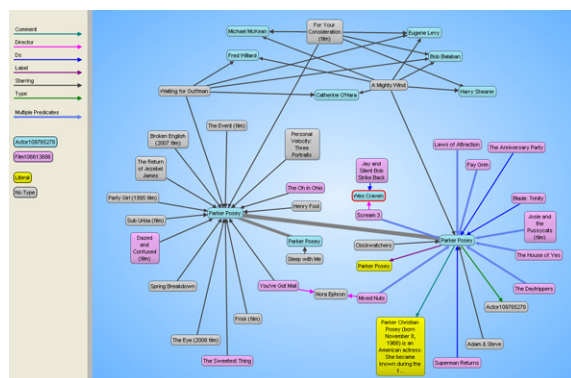 Comment
Director
Do
Label
Starring
Type
Multiple Predicates
Actor109765278
Film106613686
Literal
No Type
Michael McKean
For Your
Consideration
(film)
Eugene Levy
Fred Willard
Bob Balaban
Waiting for Guffman
A Mighty Wind
Catherine O'Hara
Harry Shearer
The Event (film)
Broken English
(2007 film)
Personal
Velocity:
Three
Portraits
The Return
of Jezebel
James
Party Girl (1995 film)
The Oh in Ohio
Henry Fool
Sub Urbia (film)
Parker Posey
Dazed
and
Confused
(film)
Parker Posey
Sleep with Me
Spring Breakdown
You've Got Mail
Nora Ephron
Mixed Nuts
Frisk (film)
The Eye (2008 film)
The Sweetest Thing
Jay and
Silent Bob
Strike Back
Wes Craven
Scream 3
Clockwatchers
Parker Posey
Parker Posey
Laws of Attraction
The Anniversary Party
Fay Grim
Blade: Trinity
Josie and
the
Pussycats
(film)
The House of Yes
The Daytrippers
Actor109765278
Adam & Steve
Superman Returns
Parker Christian
Posey (born
November 8,
1968) is an
American actress.
She became
known during the
1 ...